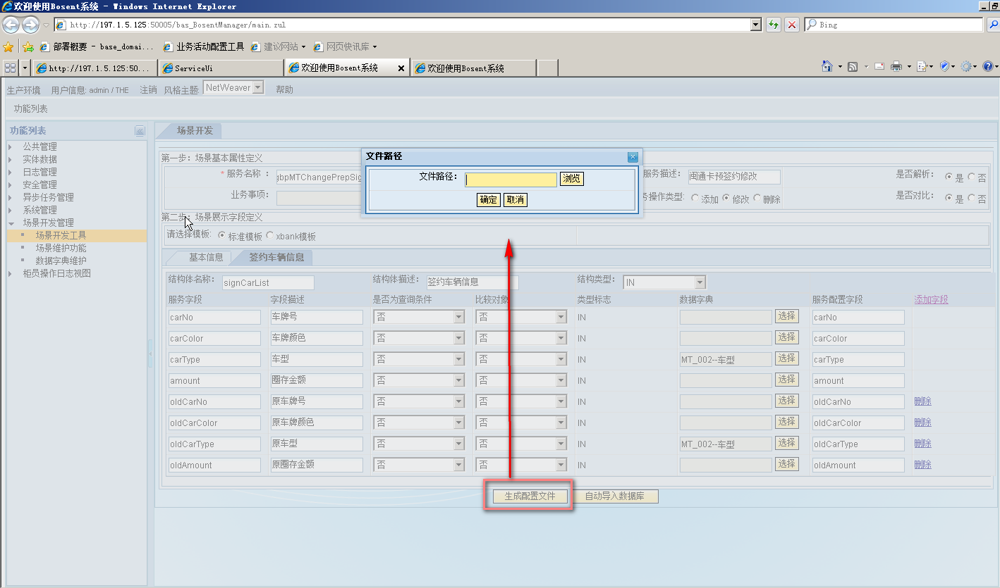 欢迎使用Bosent系统 - Windows Internet Explorer
http://197.1.5.125:50005/bas_BosentManager/main.zul
Bing
部署概要 - base_domai... 业务活动配置工具 建议网站 网页快讯库
http://197.1.5.125:50... ServiceUi 欢迎使用Bosent系统 欢迎使用Bosent系统
生产环境 用户信息: admin / THE 注销 风格主题: NetWeaver 帮助
功能列表
功能列表
公共管理
实体数据
日志管理
安全管理
异步任务管理
系统管理
场景开发管理
场景开发工具
场景维护功能
数据字典维护
柜员操作日志视图
场景开发
第一步: 场景基本属性定义
* 服务名称 : gbpMTChangePrepSig 服务描述: 闽通卡预签约修改 是否解析: 是 否
业务事项: 操作类型: 添加 修改 删除 是否对比: 是 否
文件路径
文件路径: 浏览
确定 取消
第二步: 场景展示字段定义
请选择模板: 标准模板 xbank模板
基本信息 签约车辆信息
结构体名称: signCarList 结构体描述: 签约车辆信息 结构类型: IN
服务字段 字段描述 是否为查询条件 比较对象 类型标志 数据字典 服务配置字段 添加字段
carNo 车牌号 否 否 IN 选择 carNo
carColor 车牌颜色 否 否 IN 选择 carColor
carType 车型 否 否 IN MT_002--车型 选择 carType
amount 圈存金额 否 否 IN 选择 amount
oldCarNo 原车牌号 否 否 IN 选择 oldCarNo 删除
oldCarColor 原车牌颜色 否 否 IN 选择 oldCarColor 删除
oldCarType 原车型 否 否 IN MT_002--车型 选择 oldCarType 删除
oldAmount 原圈存金额 否 否 IN 选择 oldAmount 删除
生成配置文件 自动导入数据库